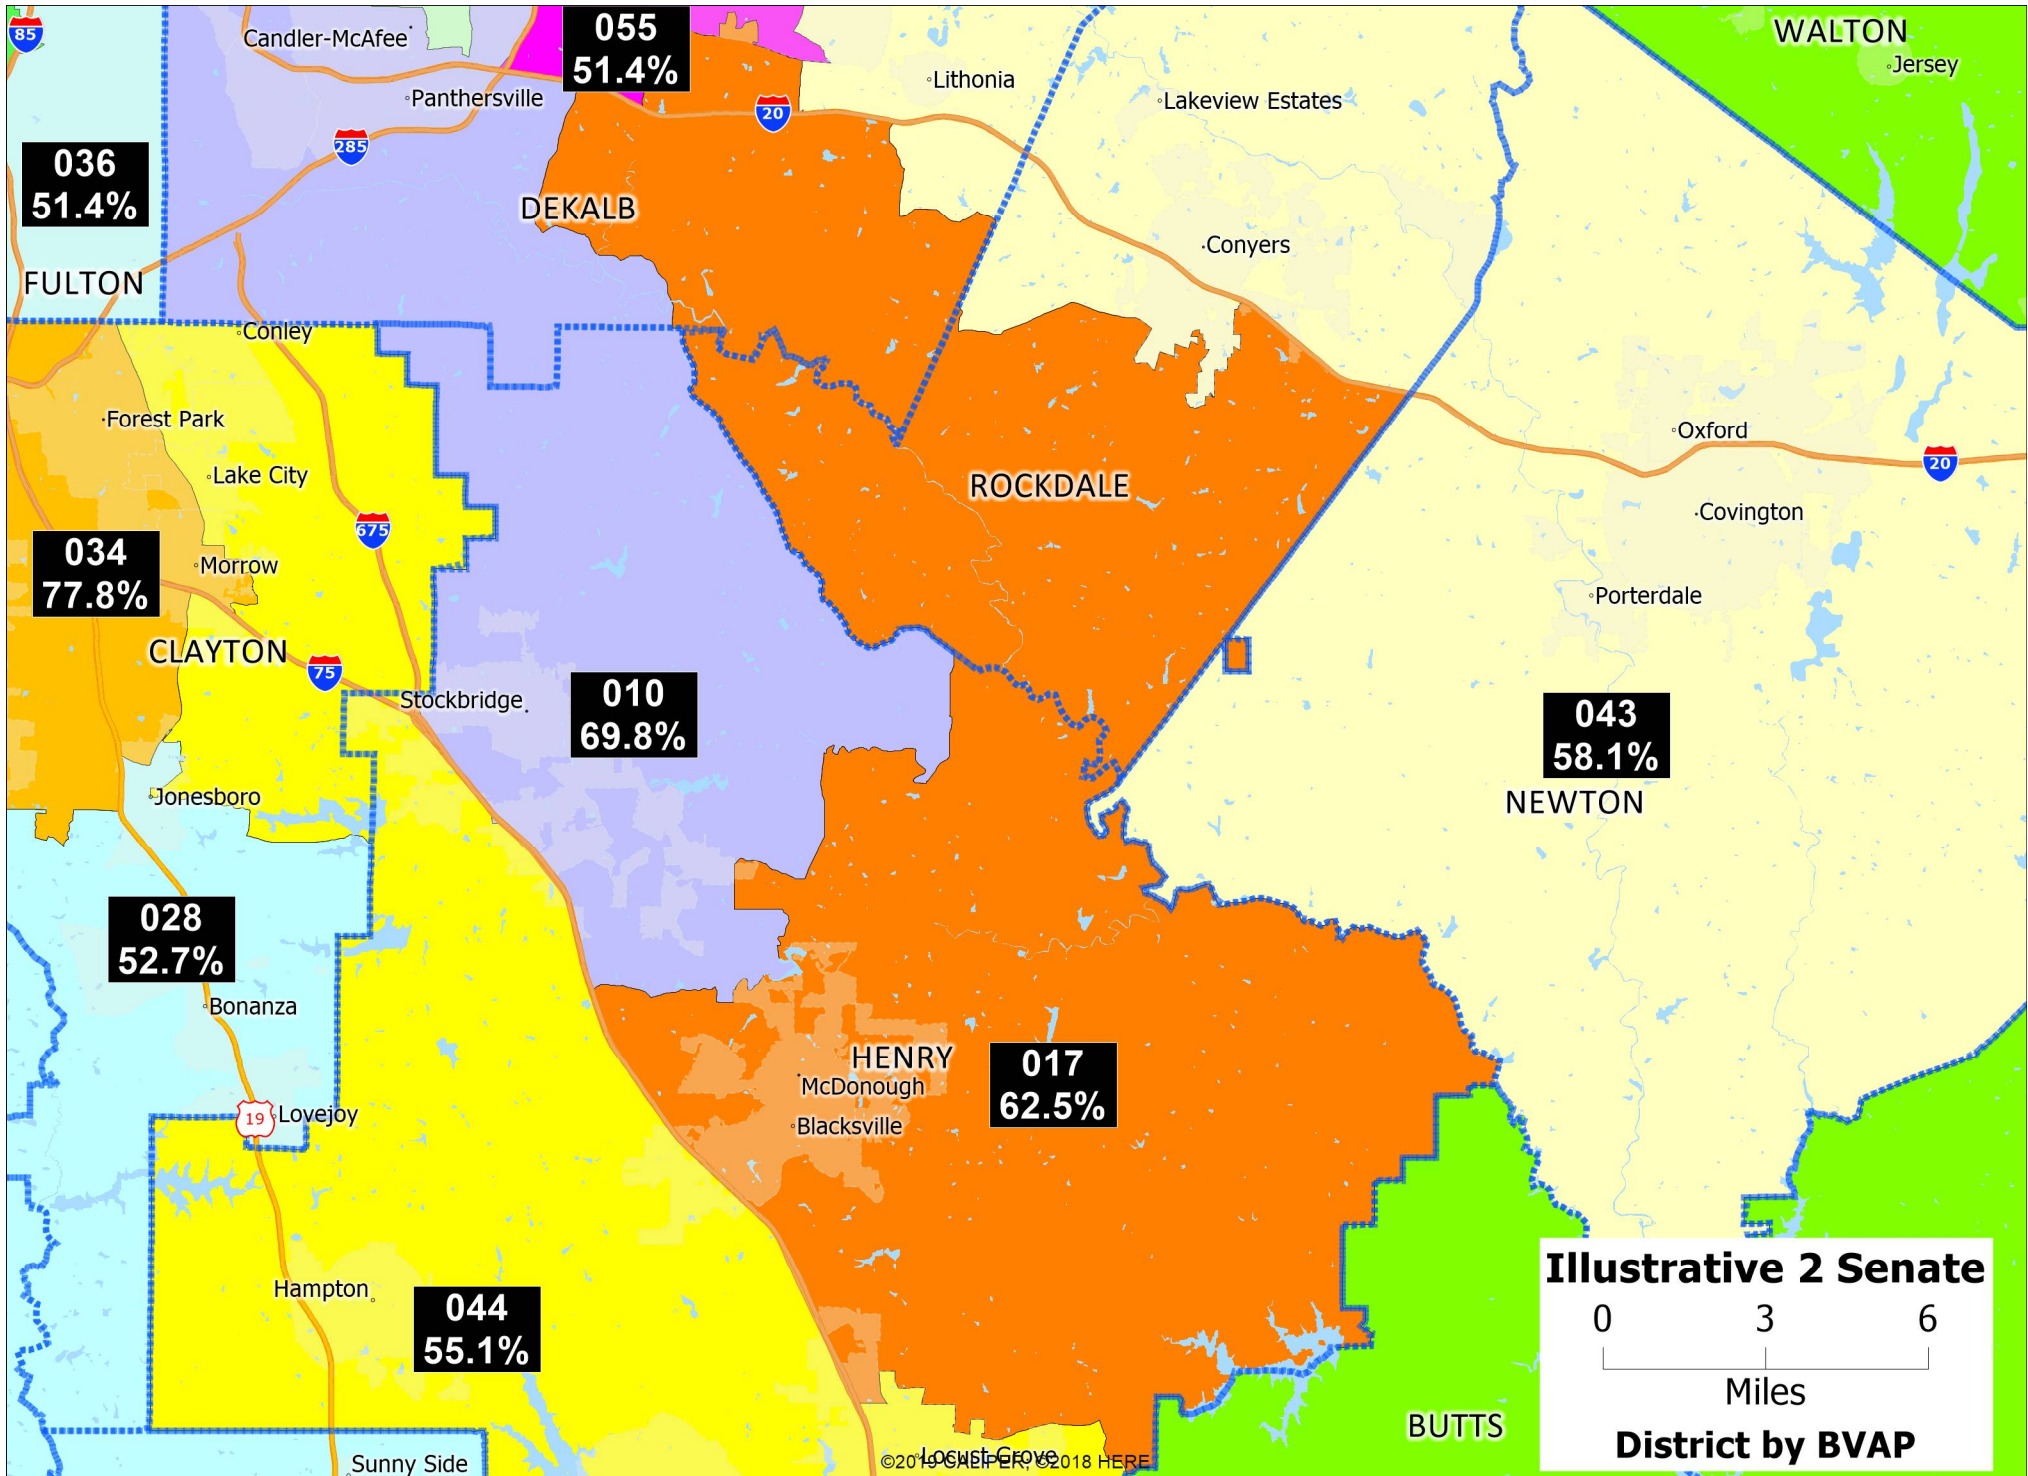 85
Candler-McAfee
055
51.4%
WALTON
Jersey
Lithonia
Panthersville
Lakeview Estates
20
285
036
51.4%
DEKALB
Conyers
FULTON
Conley
Forest Park
Oxford
Lake City
20
ROCKDALE
Covington
675
034
77.8%
Morrow
Porterdale
CLAYTON
75
Stockbridge
010
69.8%
043
58.1%
Jonesboro
NEWTON
028
52.7%
Bonanza
HENRY
017
62.5%
McDonough
19
Lovejoy
Blacksville
Illustrative 2 Senate
0 3 6
Miles
Hampton
044
55.1%
BUTTS
District by BVAP
Locust Grove
©2019 CALIPER; ©2018 HERE
Sunny Side